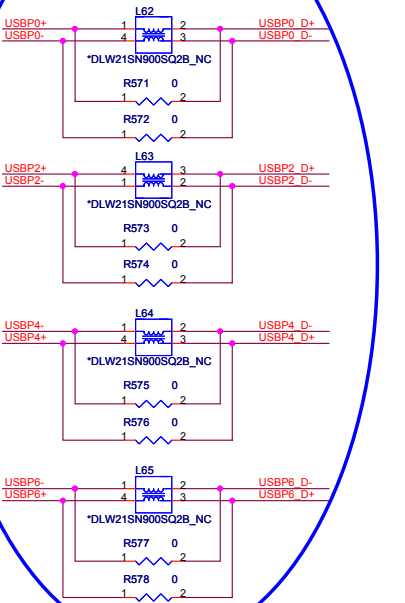 L62
USBP0+ 1 2 USBP0_D+
USBP0- 4 3 USBP0_D-
*DLW21SN900SQ2B_NC
R571 0
1 2
R572 0
1 2
L63
USBP2+ 4 3 USBP2_D+
USBP2- 1 2 USBP2_D-
*DLW21SN900SQ2B_NC
R573 0
1 2
R574 0
1 2
L64
USBP4- 1 2 USBP4_D-
USBP4+ 4 3 USBP4_D+
*DLW21SN900SQ2B_NC
R575 0
1 2
R576 0
1 2
L65
USBP6- 1 2 USBP6_D-
USBP6+ 4 3 USBP6_D+
*DLW21SN900SQ2B_NC
R577 0
1 2
R578 0
1 2